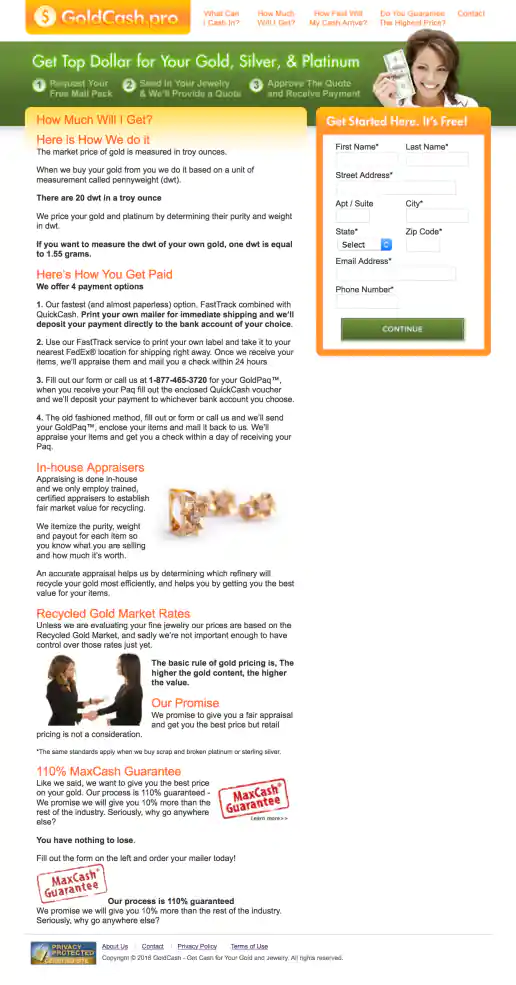 GoldCash.pro
What Can
I Cash In?
How Much
Will I Get?
How Fast Will
My Cash Arrive?
Do You Guarantee
The Highest Price?
Contact
Get Top Dollar for Your Gold, Silver, & Platinum
1 Request Your
Free Mail Pack
2 Send in Your Jewelry
& We'll Provide a Quote
3 Approve The Quote
and Receive Payment
How Much Will I Get?
Here is How We do it
The market price of gold is measured in troy ounces.
When we buy your gold from you we do it based on a unit of
measurement called pennyweight (dwt).
There are 20 dwt in a troy ounce
We price your gold and platinum by determining their purity and weight
in dwt.
If you want to measure the dwt of your own gold, one dwt is equal
to 1.55 grams.
Here's How You Get Paid
We offer 4 payment options
1. Our fastest (and almost paperless) option. FastTrack combined with
QuickCash. Print your own mailer for immediate shipping and we'll
deposit your payment directly to the bank account of your choice.
2. Use our FastTrack service to print your own label and take it to your
nearest FedEx® location for shipping right away. Once we receive your
items, we'll appraise them and mail you a check within 24 hours
3. Fill out our form or call us at 1-877-465-3720 for your GoldPaq™,
when you receive your Paq fill out the enclosed QuickCash voucher
and we'll deposit your payment to whichever bank account you choose.
4. The old fashioned method, fill out or form or call us and we'll send
your GoldPaq™, enclose your items and mail it back to us. We'll
appraise your items and get you a check within a day of receiving your
Paq.
In-house Appraisers
Appraising is done in-house
and we only employ trained,
certified appraisers to establish
fair market value for recycling.
We itemize the purity, weight
and payout for each item so
you know what you are selling
and how much it's worth.
An accurate appraisal helps us by determining which refinery will
recycle your gold most efficiently, and helps you by getting you the best
value for your items.
Recycled Gold Market Rates
Unless we are evaluating your fine jewelry our prices are based on the
Recycled Gold Market, and sadly we're not important enough to have
control over those rates just yet.
The basic rule of gold pricing is, The
higher the gold content, the higher
the value.
Our Promise
We promise to give you a fair appraisal
and get you the best price but retail
pricing is not a consideration.
*The same standards apply when we buy scrap and broken platinum or sterling silver.
110% MaxCash Guarantee
Like we said, we want to give you the best price
on your gold. Our process is 110% guaranteed -
We promise we will give you 10% more than the
rest of the industry. Seriously, why go anywhere
else?
MaxCash
Guarantee
Learn more>>
You have nothing to lose.
Fill out the form on the left and order your mailer today!
MaxCash
Guarantee
Our process is 110% guaranteed
We promise we will give you 10% more than the rest of the industry.
Seriously, why go anywhere else?
Get Started Here. It's Free!
First Name* Last Name*
Street Address*
Apt / Suite City*
State* Zip Code*
Select
Email Address*
Phone Number*
CONTINUE
PRIVACY
PROTECTED
About Us Contact Privacy Policy Terms of Use
Copyright © 2016 GoldCash - Get Cash for Your Gold and Jewelry. All rights reserved.